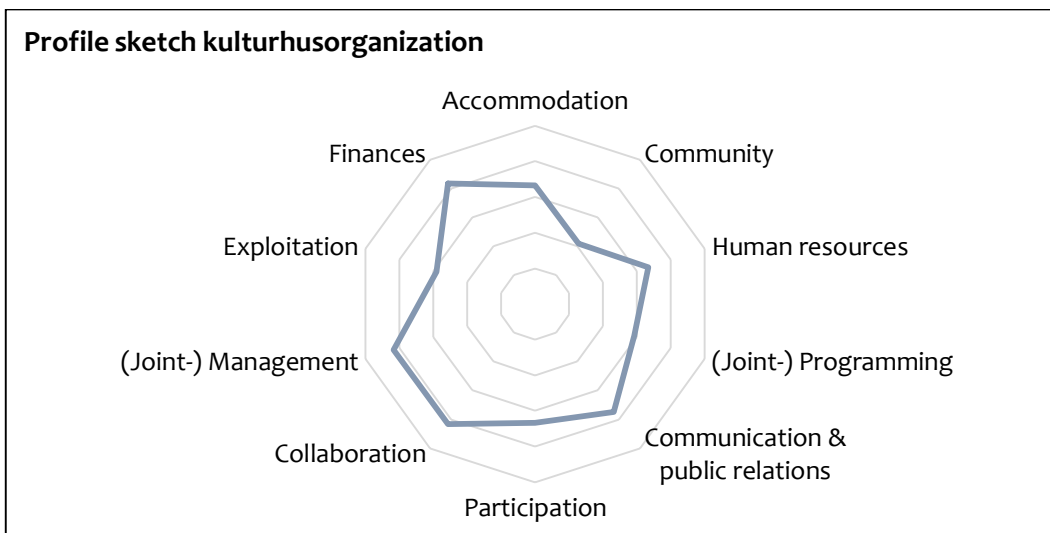 Profile sketch kulturhusorganization
Accommodation
Finances
Community
Exploitation
Human resources
(Joint-) Management
(Joint-) Programming
Collaboration
Communication &
public relations
Participation